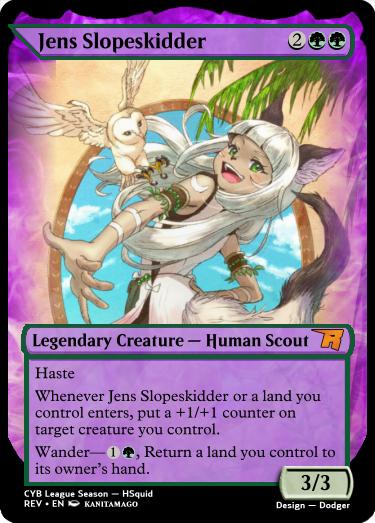 Jens Slopeskidder 2
Legendary Creature — Human Scout
Haste
Whenever Jens Slopeskidder or a land you
control enters, put a +1/+1 counter on
target creature you control.
Wander— 1, Return a land you control to
its owner's hand.
3/3
CYB League Season — HSquid
REV • EN KANITAMAGO
Design — Dodger